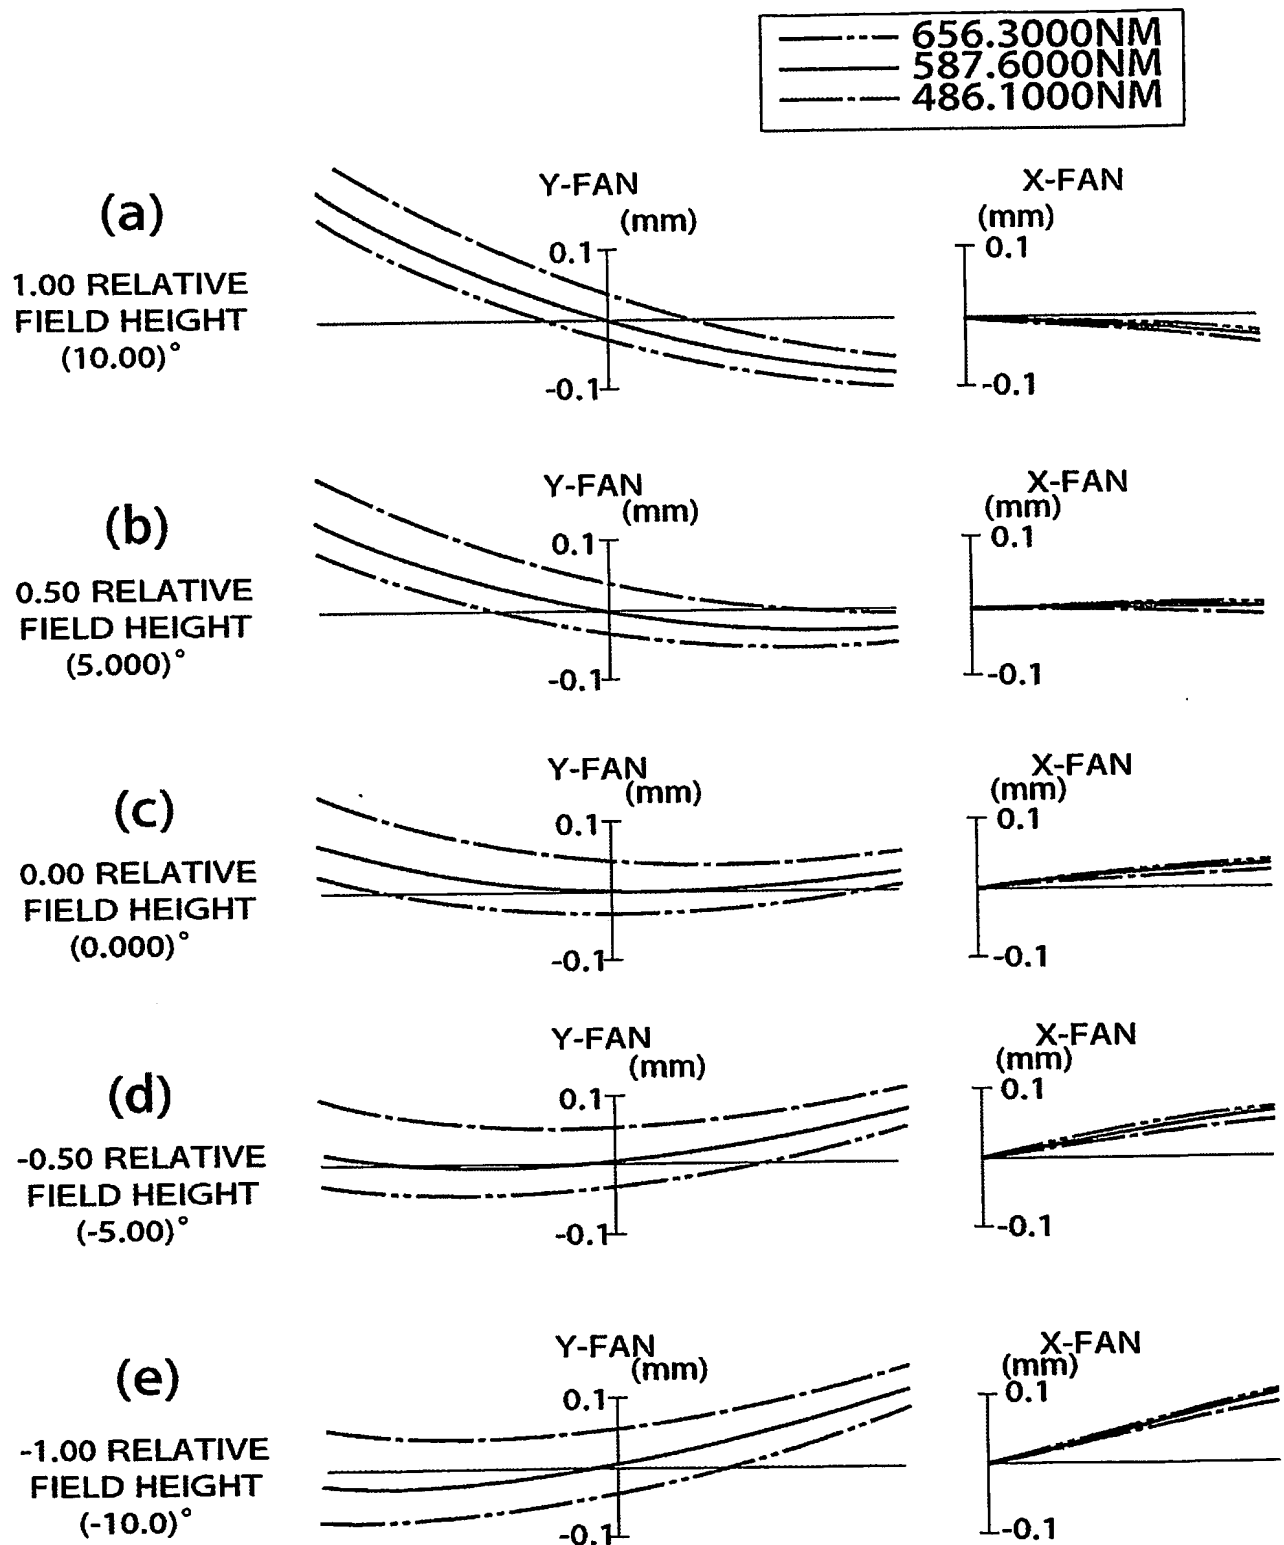 656.3000NM
587.6000NM
486.1000NM
(a)
1.00 RELATIVE
FIELD HEIGHT
(10.00)°
Y-FAN
(mm)
0.1
-0.1
X-FAN
(mm)
0.1
-0.1
(b)
0.50 RELATIVE
FIELD HEIGHT
(5.000)°
Y-FAN
(mm)
0.1
-0.1
X-FAN
(mm)
0.1
-0.1
(c)
0.00 RELATIVE
FIELD HEIGHT
(0.000)°
Y-FAN
(mm)
0.1
-0.1
X-FAN
(mm)
0.1
-0.1
(d)
-0.50 RELATIVE
FIELD HEIGHT
(-5.00)°
Y-FAN
(mm)
0.1
-0.1
X-FAN
(mm)
0.1
-0.1
(e)
-1.00 RELATIVE
FIELD HEIGHT
(-10.0)°
Y-FAN
(mm)
0.1
-0.1
X-FAN
(mm)
0.1
-0.1